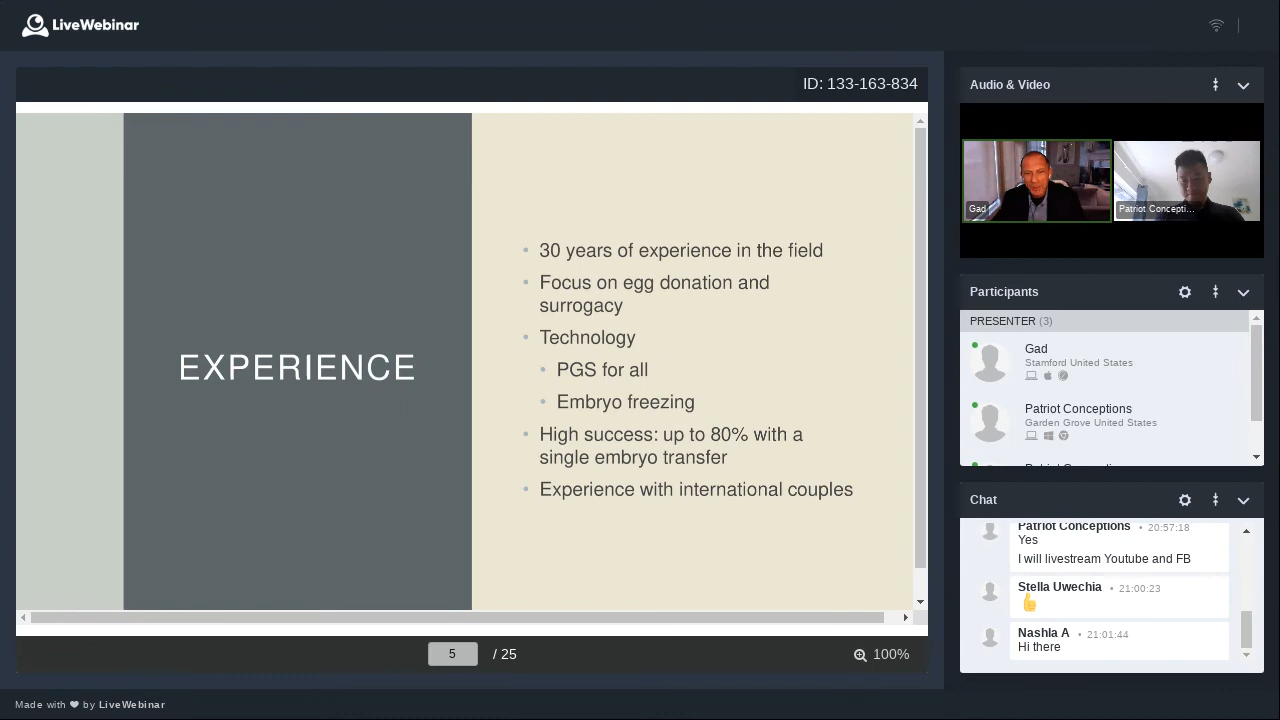 LiveWebinar
ID: 133-163-834
EXPERIENCE
• 30 years of experience in the field
• Focus on egg donation and
surrogacy
• Technology
• PGS for all
• Embryo freezing
• High success: up to 80% with a
single embryo transfer
• Experience with international couples
5 / 25
100%
Audio & Video
Gad
Patriot Concepti...
Participants
PRESENTER (3)
Gad
Stamford United States
Patriot Conceptions
Garden Grove United States
Chat
Patriot Conceptions • 20:57:18
Yes
I will livestream Youtube and FB
Stella Uwechia • 21:00:23
Nashla A • 21:01:44
Hi there
Made with ❤ by LiveWebinar